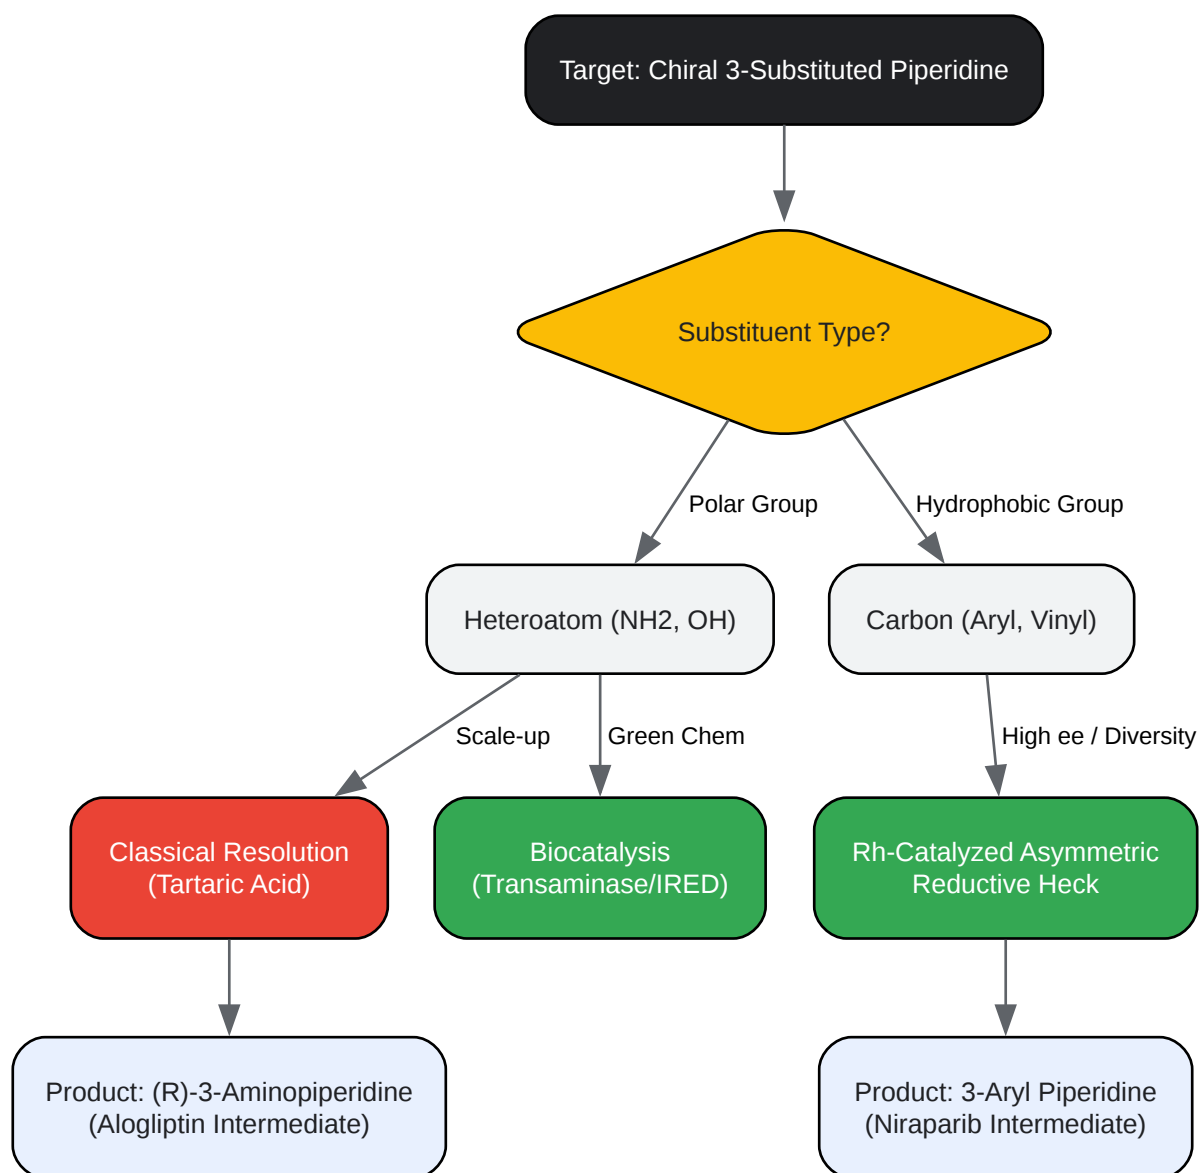 Target: Chiral 3-Substituted Piperidine
Substituent Type?
Polar Group
Hydrophobic Group
Heteroatom (NH2, OH)
Carbon (Aryl, Vinyl)
Scale-up
Green Chem
High ee / Diversity
Classical Resolution
(Tartaric Acid)
Biocatalysis
(Transaminase/IRED)
Rh-Catalyzed Asymmetric
Reductive Heck
Product: (R)-3-Aminopiperidine
(Alogliptin Intermediate)
Product: 3-Aryl Piperidine
(Niraparib Intermediate)